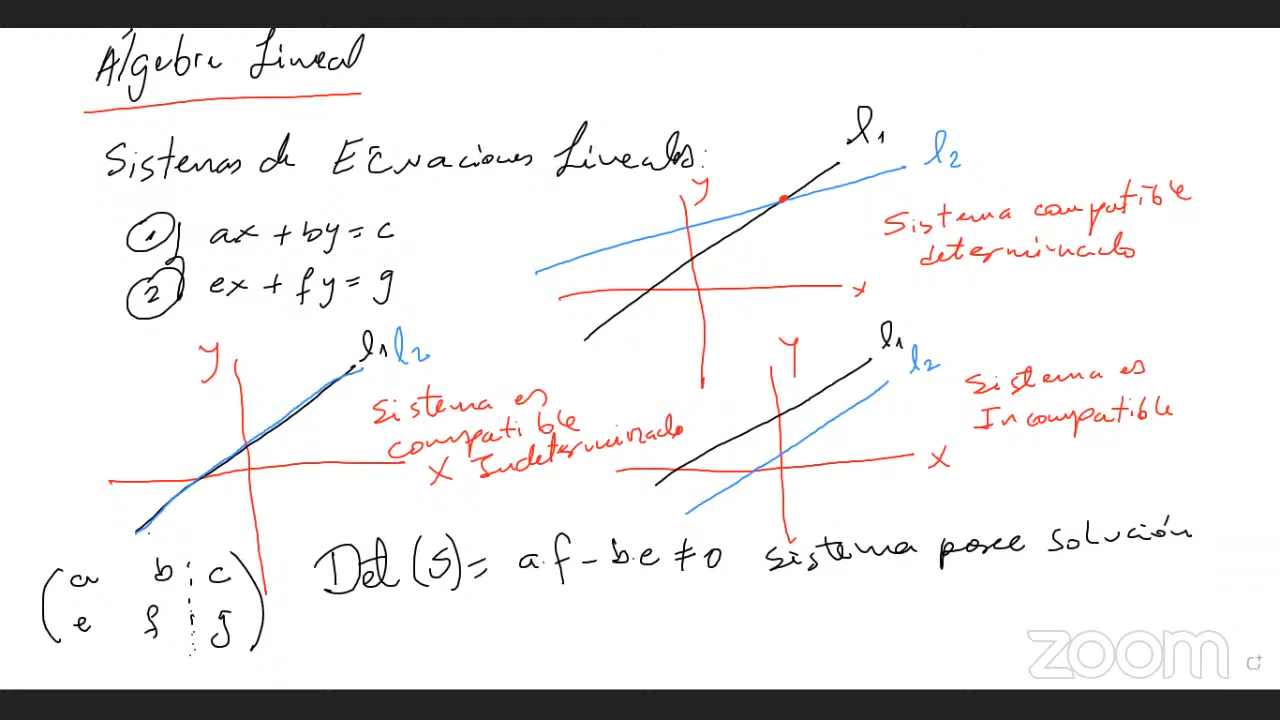 Álgebra Lineal
Sistemas de Ecuaciones Lineales:
1) ax + by = c
2) ex + fy = g
y
l1
l2
x
Sistema compatible
determinado
y
l1 l2
x
Sistema es
compatible
Indeterminado
y
l1
l2
x
Sistema es
Incompatible
a b c
e f g
Det (S) = a.f - b.e ≠ 0 sistema posee solución
zoom